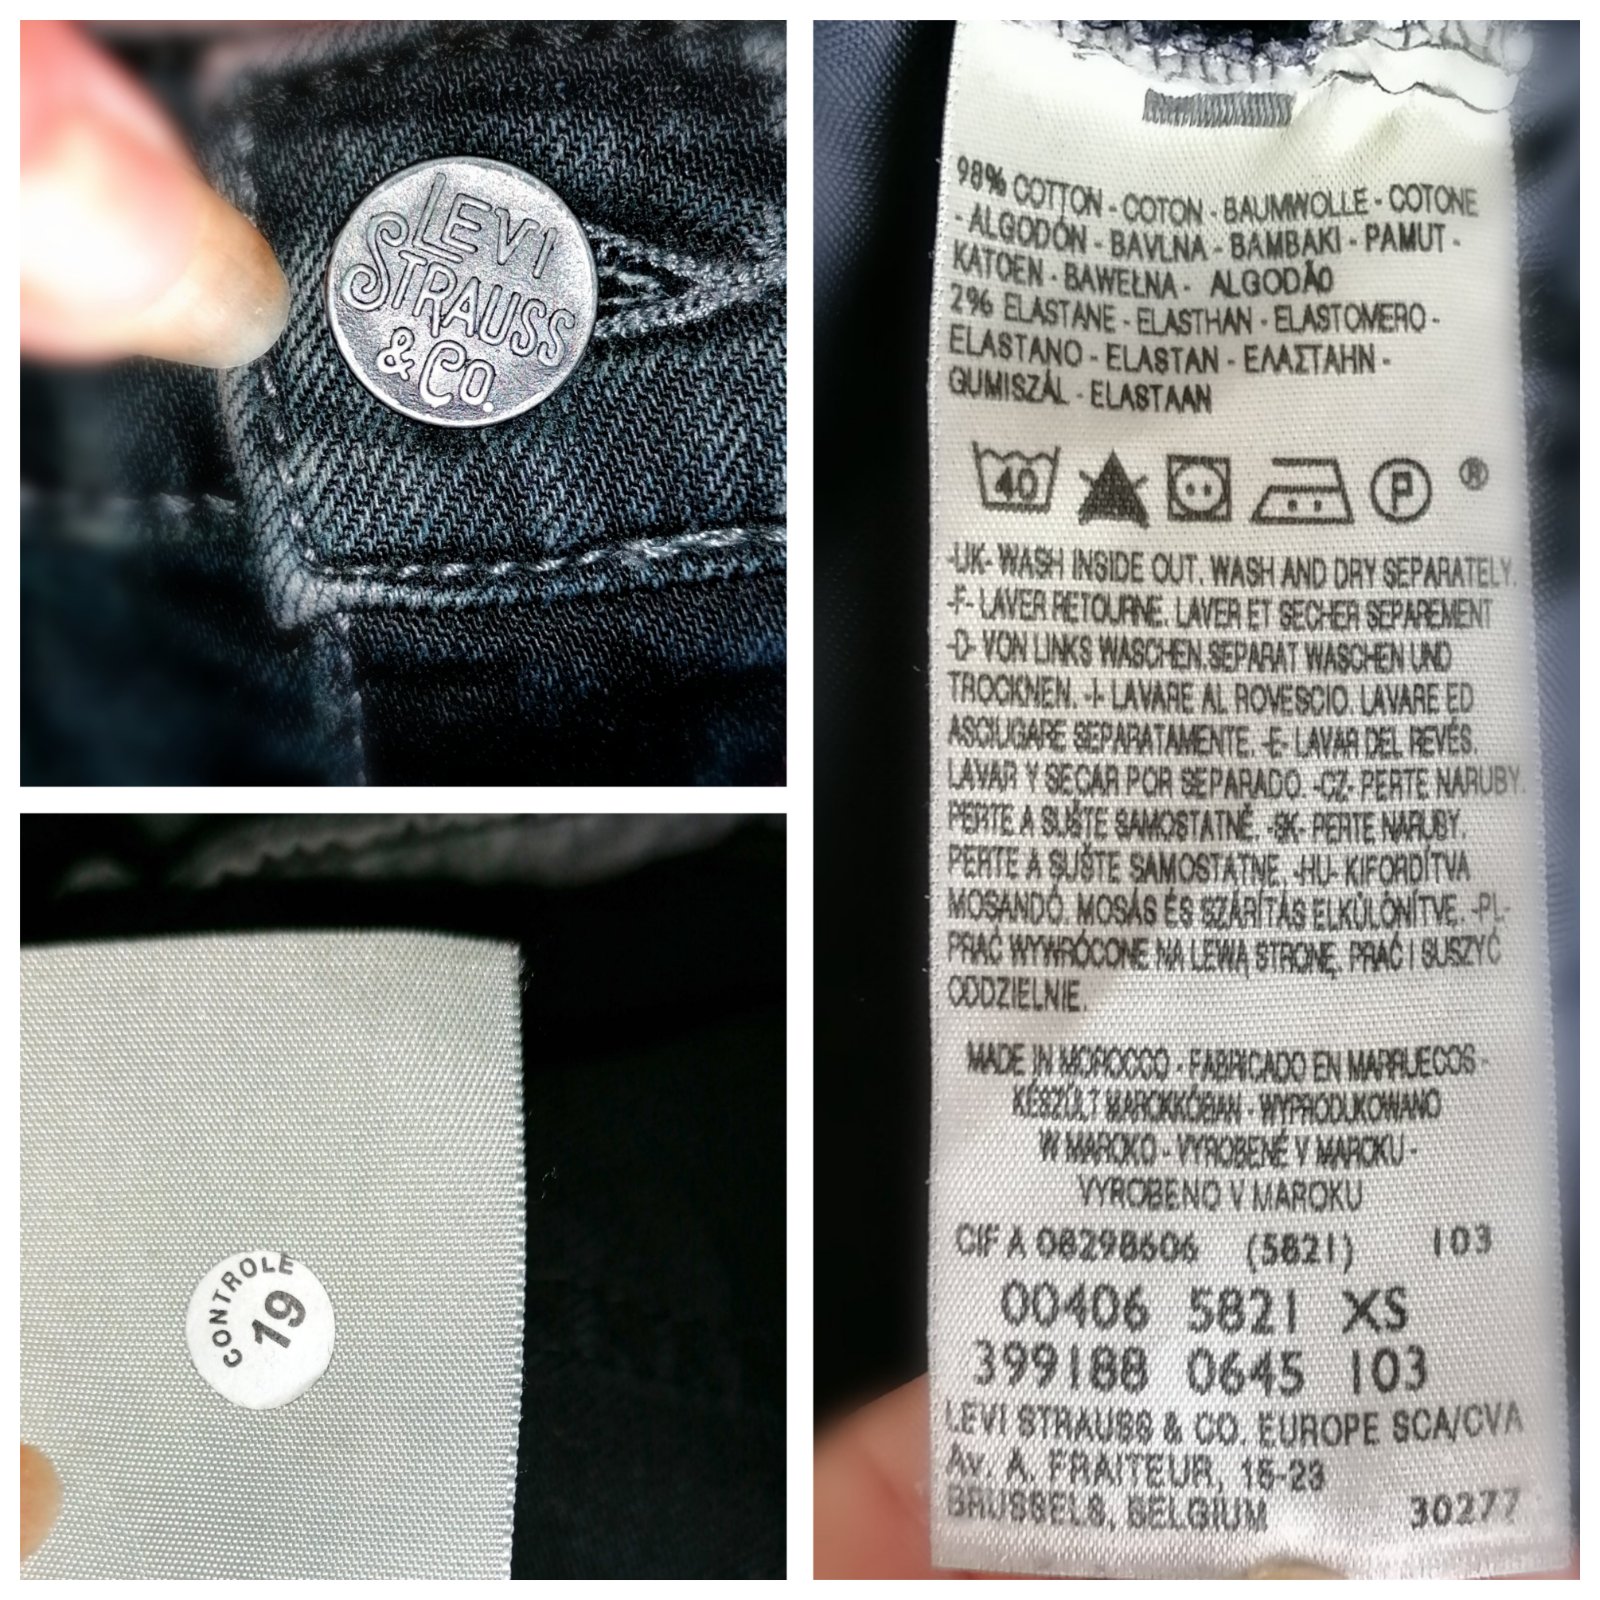 LEVI
STRAUSS
& CO.
CONTROLE
19
98% COTTON - COTON - BAUMWOLLE - COTONE
- ALGODÓN - BAVLNA - BAMBAKI - PAMUT -
KATOEN - BAWEŁNA - ALGODÃO
2% ELASTANE - ELASTHAN - ELASTOMERO -
ELASTANO - ELASTAN - ΕΛΑΣΤΑΗΝ -
GUMISZÁL - ELASTAAN
40 P ®
-UK- WASH INSIDE OUT. WASH AND DRY SEPARATELY.
-F- LAVER RETOURNE. LAVER ET SECHER SEPAREMENT
-D- VON LINKS WASCHEN.SEPARAT WASCHEN UND
TROCKNEN. -I- LAVARE AL ROVESCIO. LAVARE ED
ASCIUGARE SEPARATAMENTE. -E- LAVAR DEL REVÉS.
LAVAR Y SECAR POR SEPARADO. -CZ- PERTE NARUBY.
PERTE A SUŠTE SAMOSTATNĚ. -SK- PERTE NARUBY.
PERTE A SUŠTE SAMOSTATNE. -HU- KIFORDÍTVA
MOSANDÓ. MOSÁS ÉS SZÁRÍTÁS ELKÜLÖNÍTVE. -PL-
PRAĆ WYWRÓCONE NA LEWĄ STRONĘ. PRAĆ I SUSZYĆ
ODDZIELNIE.
MADE IN MOROCCO - FABRICADO EN MARRUECOS -
KÉSZÜLT MAROKKÓBAN - WYPRODUKOWANO
W MAROKO - VYROBENÉ V MAROKU -
VYROBENO V MAROKU
CIF A 08298606 (5821) 103
00406 5821 XS
399188 0645 103
LEVI STRAUSS & CO. EUROPE SCA/CVA
AV. A. FRAITEUR, 15-23
BRUSSELS, BELGIUM 30277